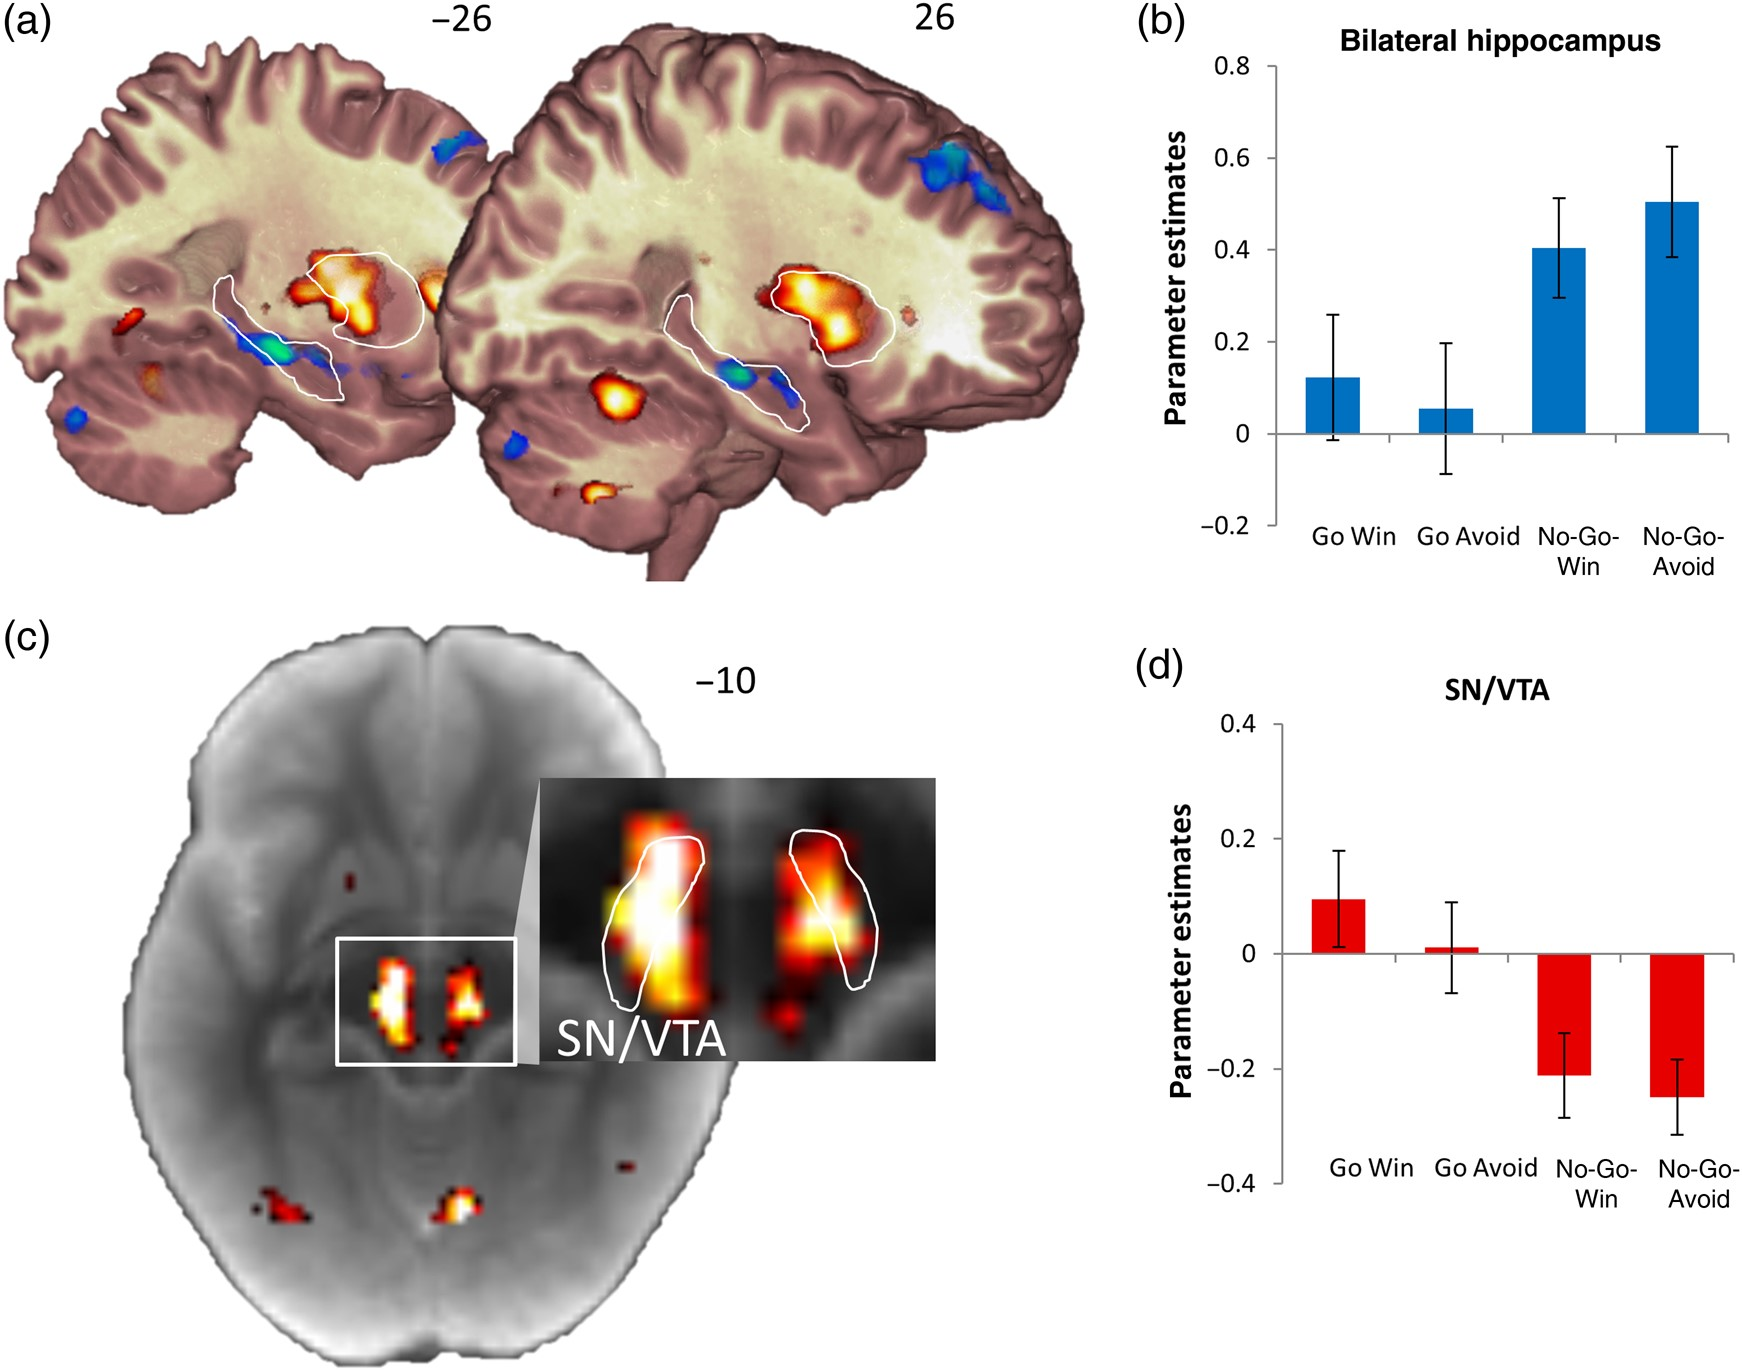 (a)
−26
26
(b)
Bilateral hippocampus
Parameter estimates
0.8
0.6
0.4
0.2
0
−0.2
Go Win
Go Avoid
No-Go-
Win
No-Go-
Avoid
(c)
−10
SN/VTA
(d)
SN/VTA
Parameter estimates
0.4
0.2
0
−0.2
−0.4
Go Win
Go Avoid
No-Go-
Win
No-Go-
Avoid